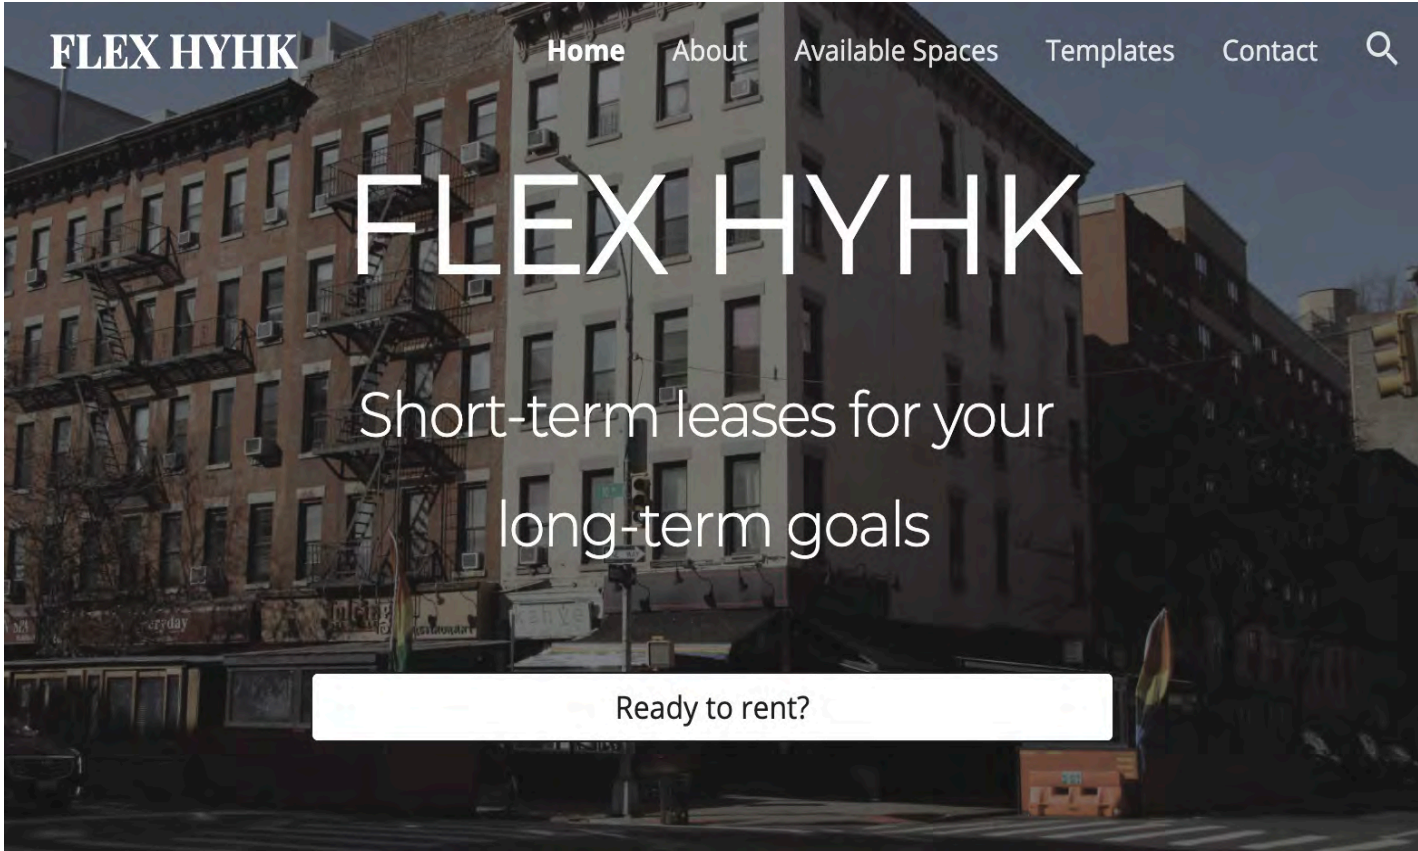 FLEX HYHK
Home About Available Spaces Templates Contact
FLEX HYHK
Short-term leases for your
long-term goals
kahve
Ready to rent?